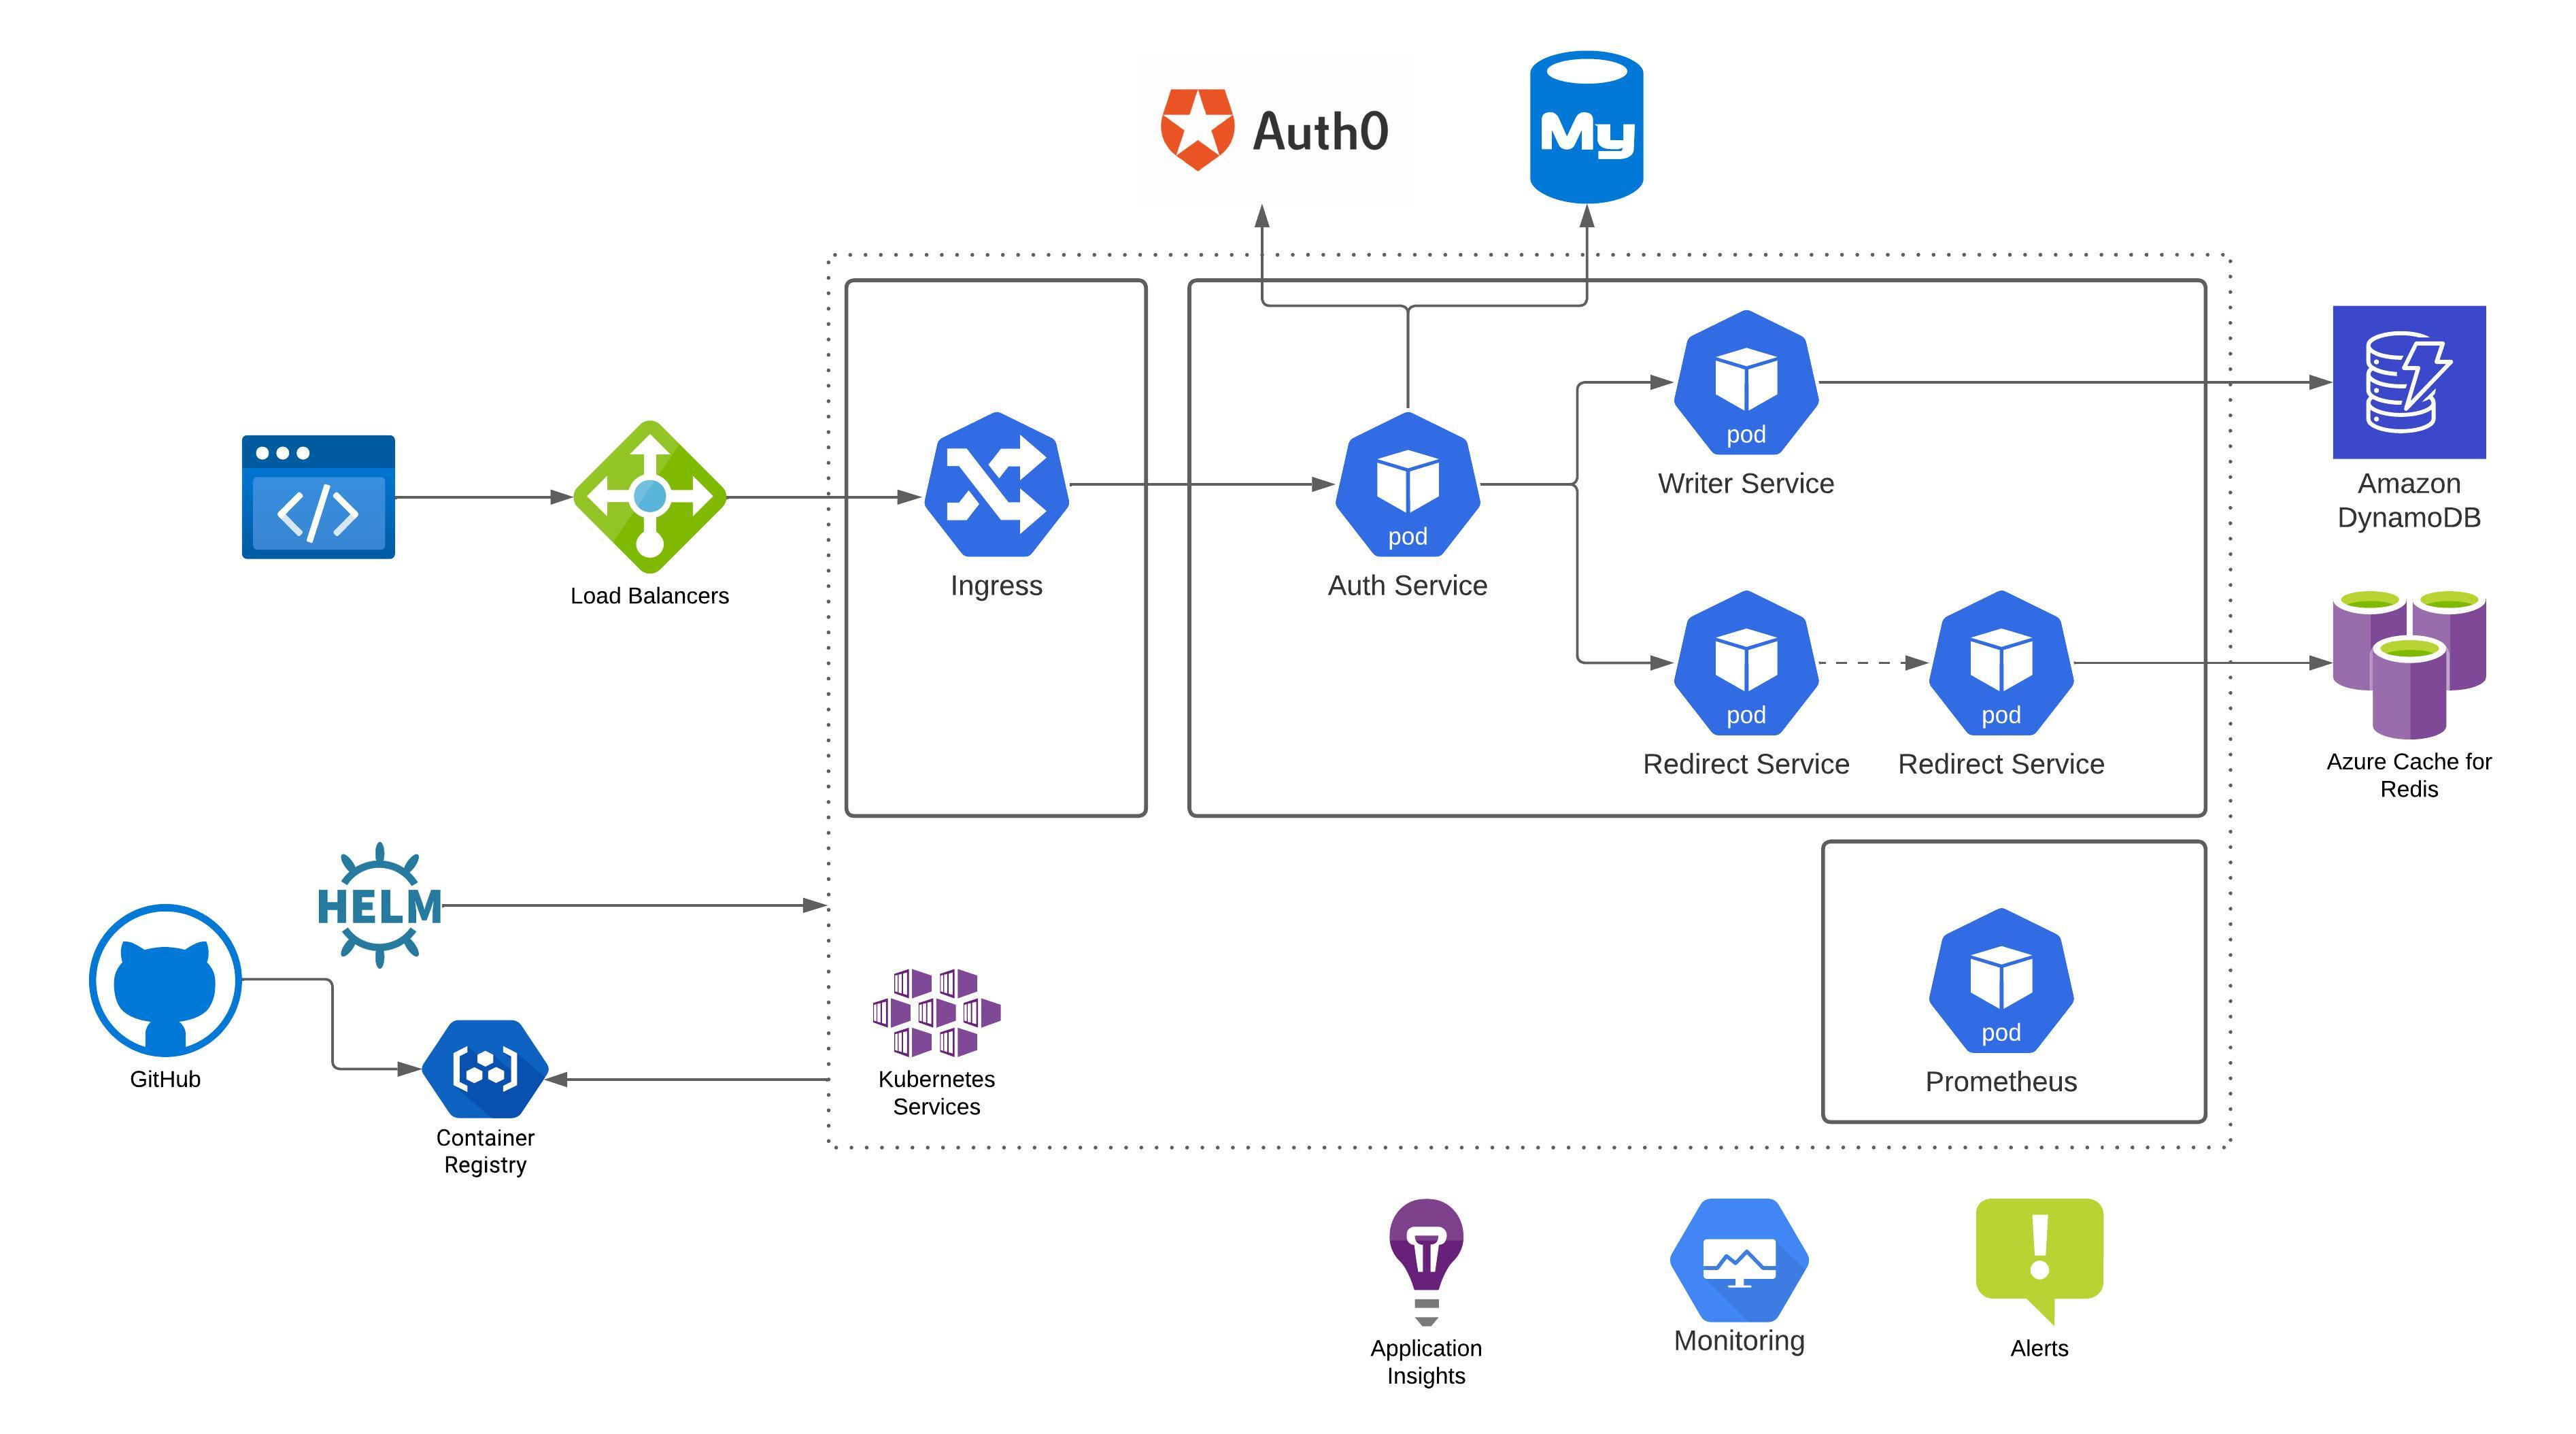 Auth0
My
pod
Writer Service
Amazon
DynamoDB
</>
Load Balancers
Ingress
pod
Auth Service
pod
Redirect Service
pod
Redirect Service
Azure Cache for
Redis
HELM
GitHub
Container
Registry
Kubernetes
Services
pod
Prometheus
Application
Insights
Monitoring
!
Alerts